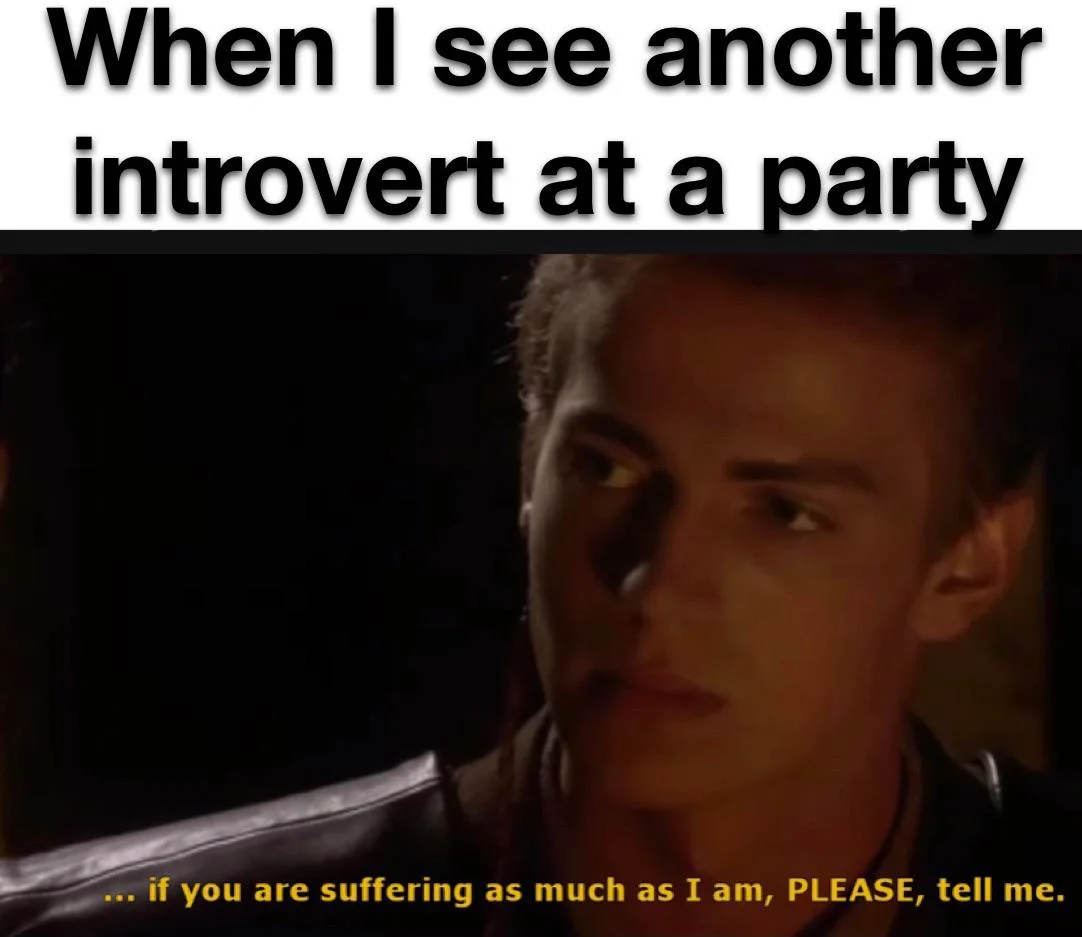 When I see another
introvert at a party
... if you are suffering as much as I am, PLEASE, tell me.